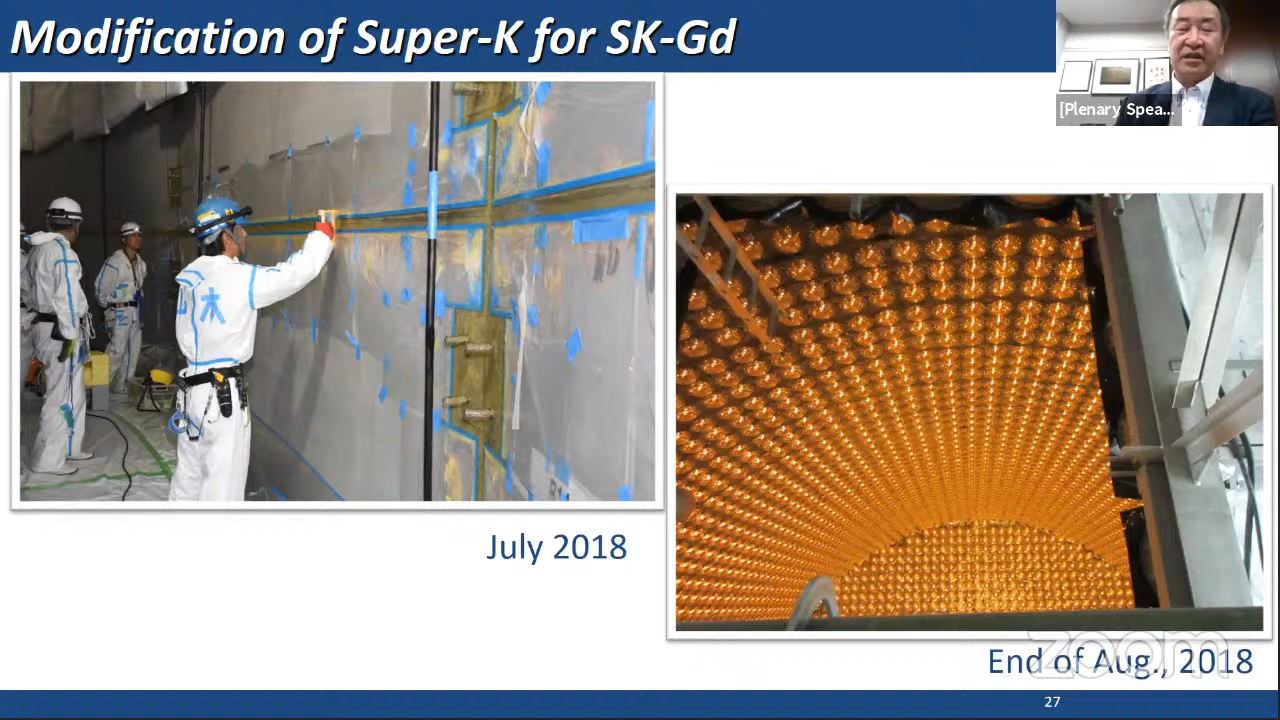 Modification of Super-K for SK-Gd
[Plenary Spea...
木
July 2018
zoom
End of Aug., 2018
27